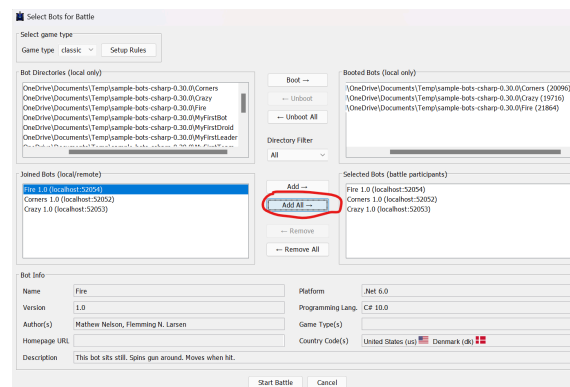 Select Bots for Battle
Select game type
Game type classic Setup Rules
Bot Directories (local only)
OneDrive\Documents\Temp\sample-bots-csharp-0.30.0\Corners
OneDrive\Documents\Temp\sample-bots-csharp-0.30.0\Crazy
OneDrive\Documents\Temp\sample-bots-csharp-0.30.0\Fire
OneDrive\Documents\Temp\sample-bots-csharp-0.30.0\MyFirstBot
OneDrive\Documents\Temp\sample-bots-csharp-0.30.0\MyFirstDroid
OneDrive\Documents\Temp\sample-bots-csharp-0.30.0\MyFirstLeader
Boot →
← Unboot
← Unboot All
Directory Filter
All
Booted Bots (local only)
\OneDrive\Documents\Temp\sample-bots-csharp-0.30.0\Corners (20096)
\OneDrive\Documents\Temp\sample-bots-csharp-0.30.0\Crazy (19716)
\OneDrive\Documents\Temp\sample-bots-csharp-0.30.0\Fire (21864)
Joined Bots (local/remote)
Fire 1.0 (localhost:52054)
Corners 1.0 (localhost:52052)
Crazy 1.0 (localhost:52053)
Add →
Add All →
← Remove
← Remove All
Selected Bots (battle participants)
Fire 1.0 (localhost:52054)
Corners 1.0 (localhost:52052)
Crazy 1.0 (localhost:52053)
Bot Info
Name Fire
Version 1.0
Author(s) Mathew Nelson, Flemming N. Larsen
Homepage URL
Description This bot sits still. Spins gun around. Moves when hit.
Platform .Net 6.0
Programming Lang. C# 10.0
Game Type(s)
Country Code(s) United States (us) Denmark (dk)
Start Battle Cancel